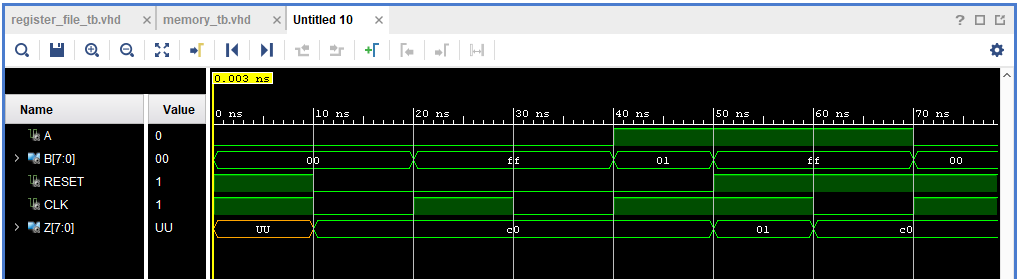 register_file_tb.vhd × memory_tb.vhd × Untitled 10 × ?
0.003 ns
Name Value 0 ns 10 ns 20 ns 30 ns 40 ns 50 ns 60 ns 70 ns
A 0
B[7:0] 00 00 ff 01 ff 00
RESET 1
CLK 1
Z[7:0] UU UU c0 01 c0